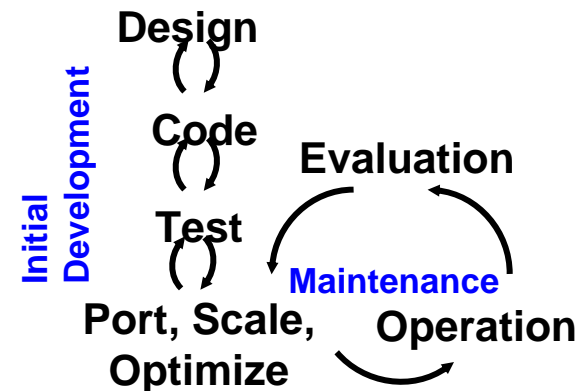 Design
Initial
Development
Code
Evaluation
Test
Maintenance
Port, Scale,
Optimize
Operation